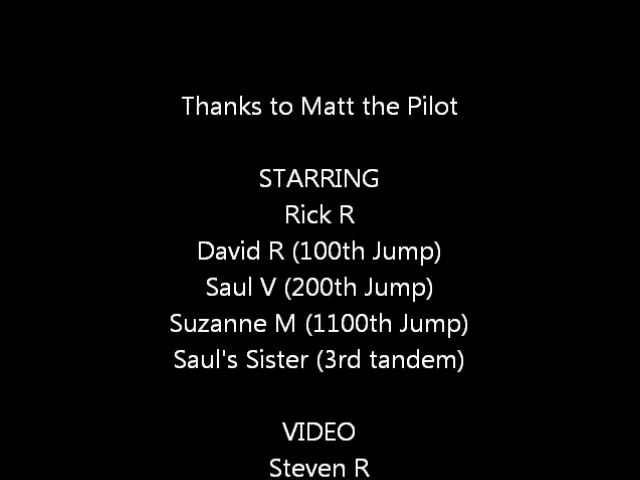 Thanks to Matt the Pilot
STARRING
Rick R
David R (100th Jump)
Saul V (200th Jump)
Suzanne M (1100th Jump)
Saul's Sister (3rd tandem)
VIDEO
Steven R